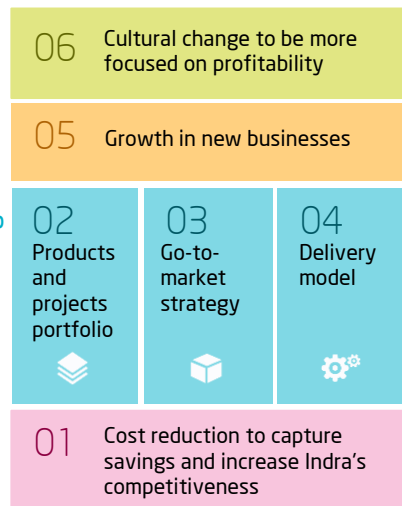 06
Cultural change to be more
focused on profitability
05
Growth in new businesses
02
Products
and
projects
portfolio
03
Go-to-
market
strategy
04
Delivery
model
01
Cost reduction to capture
savings and increase Indra's
competitiveness